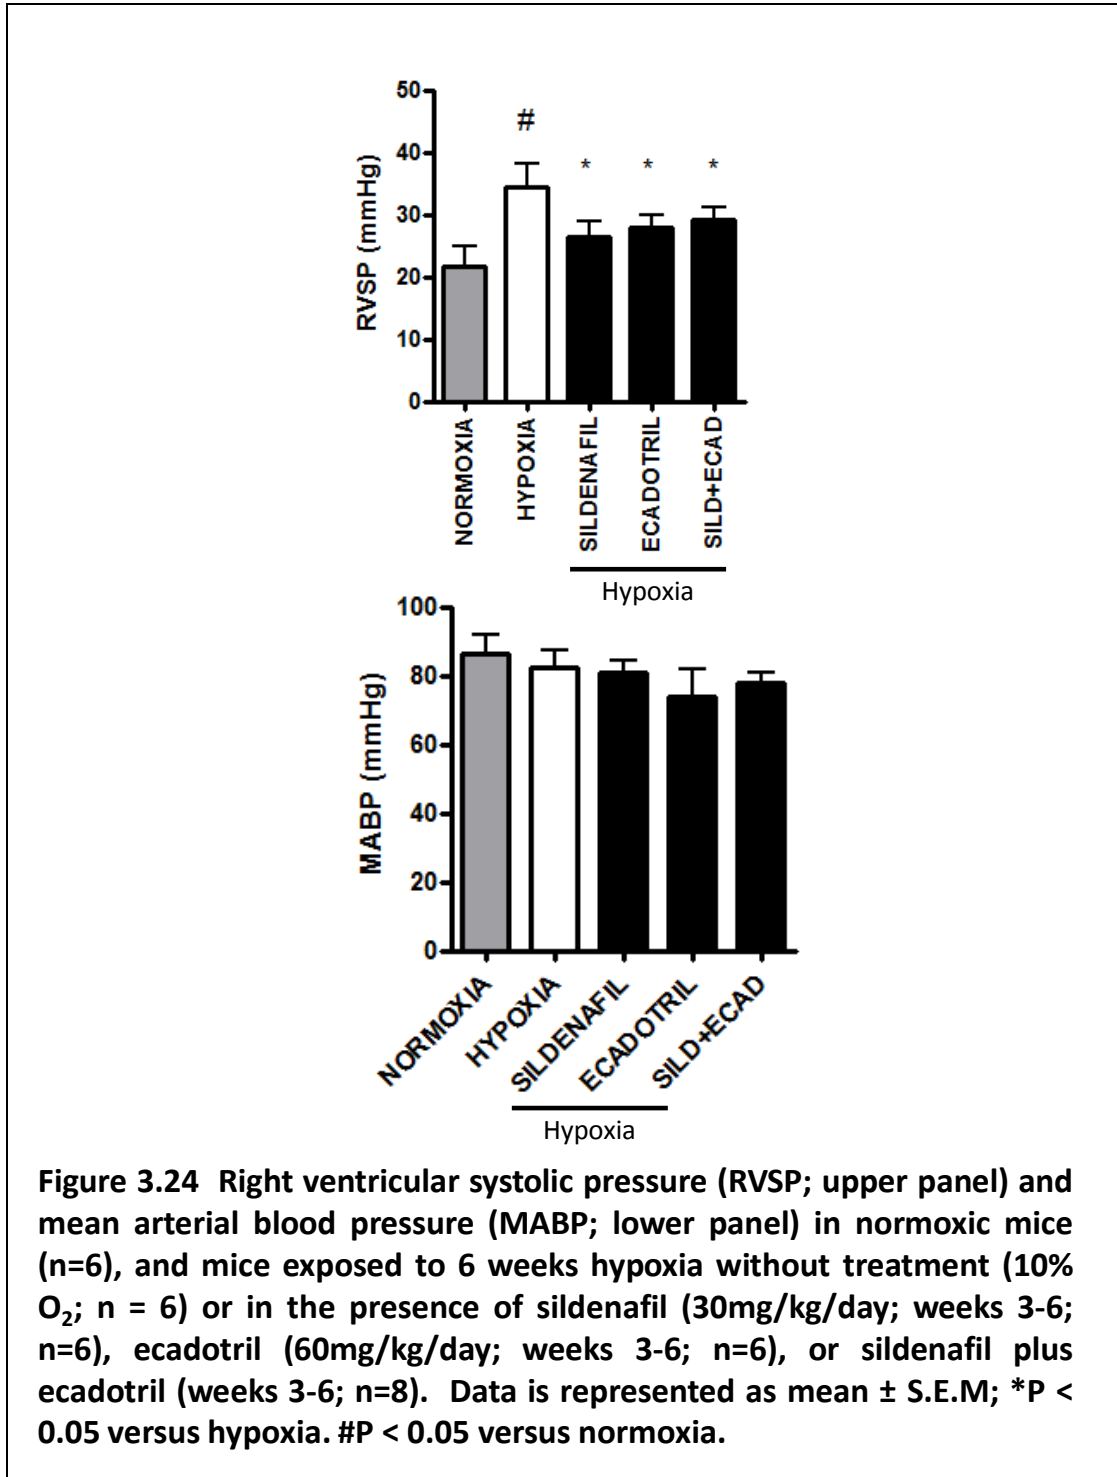 50
40
30
20
10
0
RVSP (mmHg)
#
* * *
NORMOXIA
HYPOXIA
SILDENAFIL
ECADOTRIL
SILD+ECAD
Hypoxia
100
80
60
40
20
0
MABP (mmHg)
NORMOXIA
HYPOXIA
SILDENAFIL
ECADOTRIL
SILD+ECAD
Hypoxia
Figure 3.24 Right ventricular systolic pressure (RVSP; upper panel) and
mean arterial blood pressure (MABP; lower panel) in normoxic mice
(n=6), and mice exposed to 6 weeks hypoxia without treatment (10%
O₂; n = 6) or in the presence of sildenafil (30mg/kg/day; weeks 3-6;
n=6), ecadotril (60mg/kg/day; weeks 3-6; n=6), or sildenafil plus
ecadotril (weeks 3-6; n=8). Data is represented as mean ± S.E.M; *P <
0.05 versus hypoxia. #P < 0.05 versus normoxia.